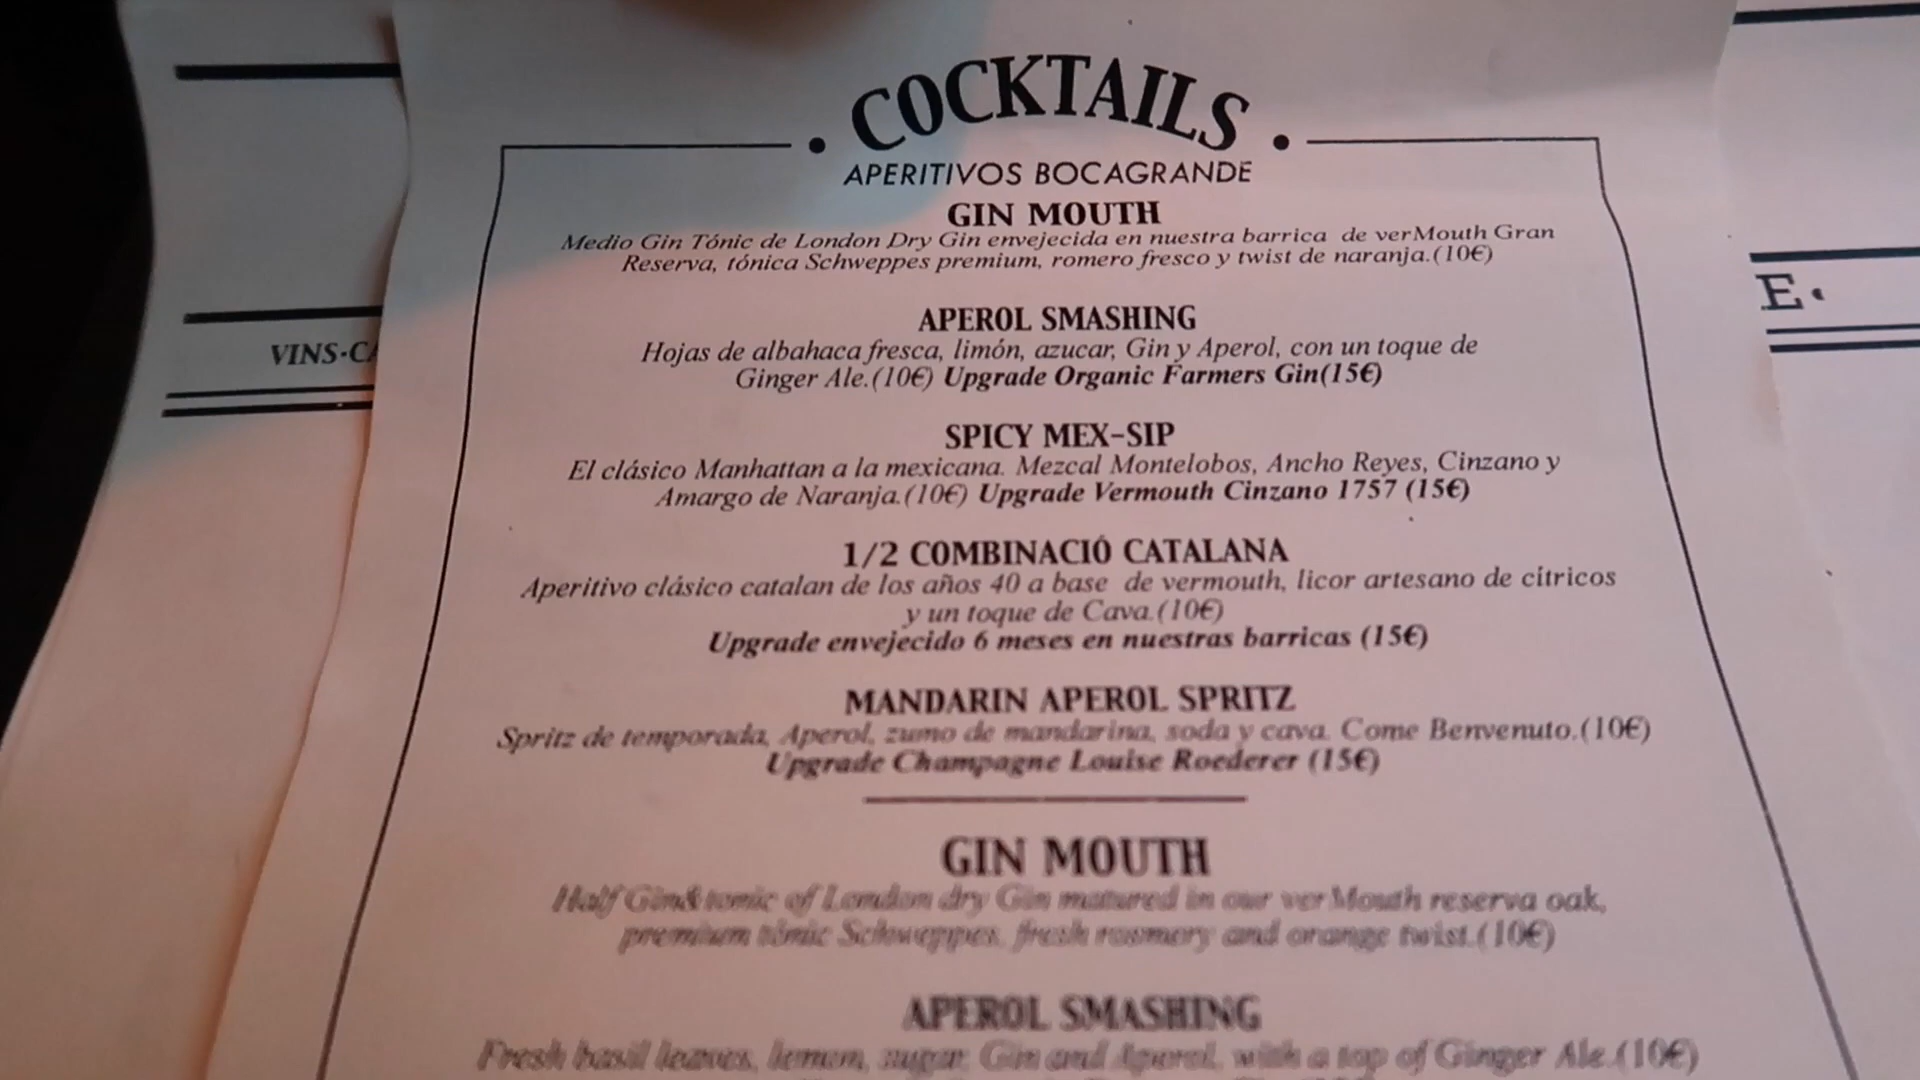 · COCKTAILS ·
APERITIVOS BOCAGRANDE
GIN MOUTH
Medio Gin Tónic de London Dry Gin envejecida en nuestra barrica de verMouth Gran
Reserva, tónica Schweppes premium, romero fresco y twist de naranja.(10€)
APEROL SMASHING
Hojas de albahaca fresca, limón, azucar, Gin y Aperol, con un toque de
Ginger Ale.(10€) Upgrade Organic Farmers Gin(15€)
SPICY MEX-SIP
El clásico Manhattan a la mexicana. Mezcal Montelobos, Ancho Reyes, Cinzano y
Amargo de Naranja.(10€) Upgrade Vermouth Cinzano 1757 (15€)
1/2 COMBINACIÓ CATALANA
Aperitivo clásico catalan de los años 40 a base de vermouth, licor artesano de cítricos
y un toque de Cava.(10€)
Upgrade envejecido 6 meses en nuestras barricas (15€)
MANDARIN APEROL SPRITZ
Spritz de temporada, Aperol, zumo de mandarina, soda y cava. Come Benvenuto.(10€)
Upgrade Champagne Louise Roederer (15€)
GIN MOUTH
Half Gin&tonic of London dry Gin matured in our verMouth reserva oak,
premium tónic Schweppes, fresh rosmery and orange twist.(10€)
APEROL SMASHING
Fresh basil leaves, lemon, sugar, Gin and Aperol, with a top of Ginger Ale.(10€)
VINS·CA
E·